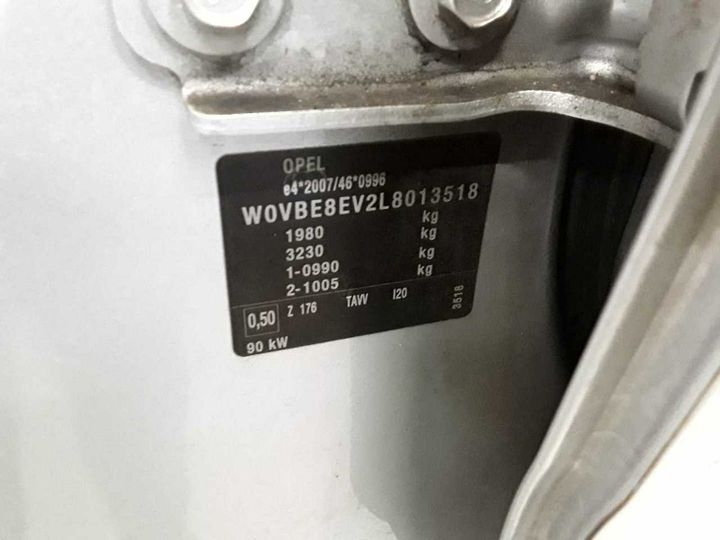 OPEL
e4*2007/46*0996
W0VBE8EV2L8013518
1980 kg
3230 kg
1-0990 kg
2-1005
0,50 Z 176 TAVV I20
3518
90 kW